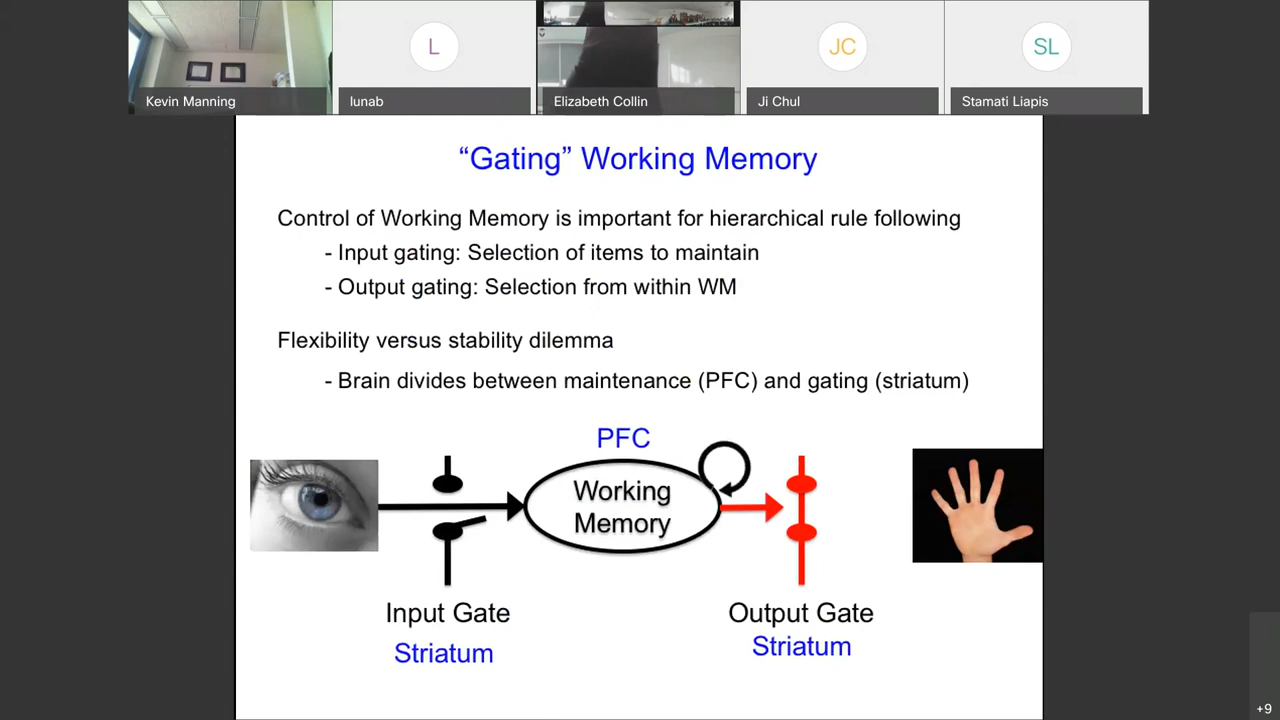 L
JC
SL
Kevin Manning
lunab
Elizabeth Collin
Ji Chul
Stamati Liapis
“Gating” Working Memory
Control of Working Memory is important for hierarchical rule following
- Input gating: Selection of items to maintain
- Output gating: Selection from within WM
Flexibility versus stability dilemma
- Brain divides between maintenance (PFC) and gating (striatum)
PFC
Working
Memory
Input Gate
Striatum
Output Gate
Striatum
+9